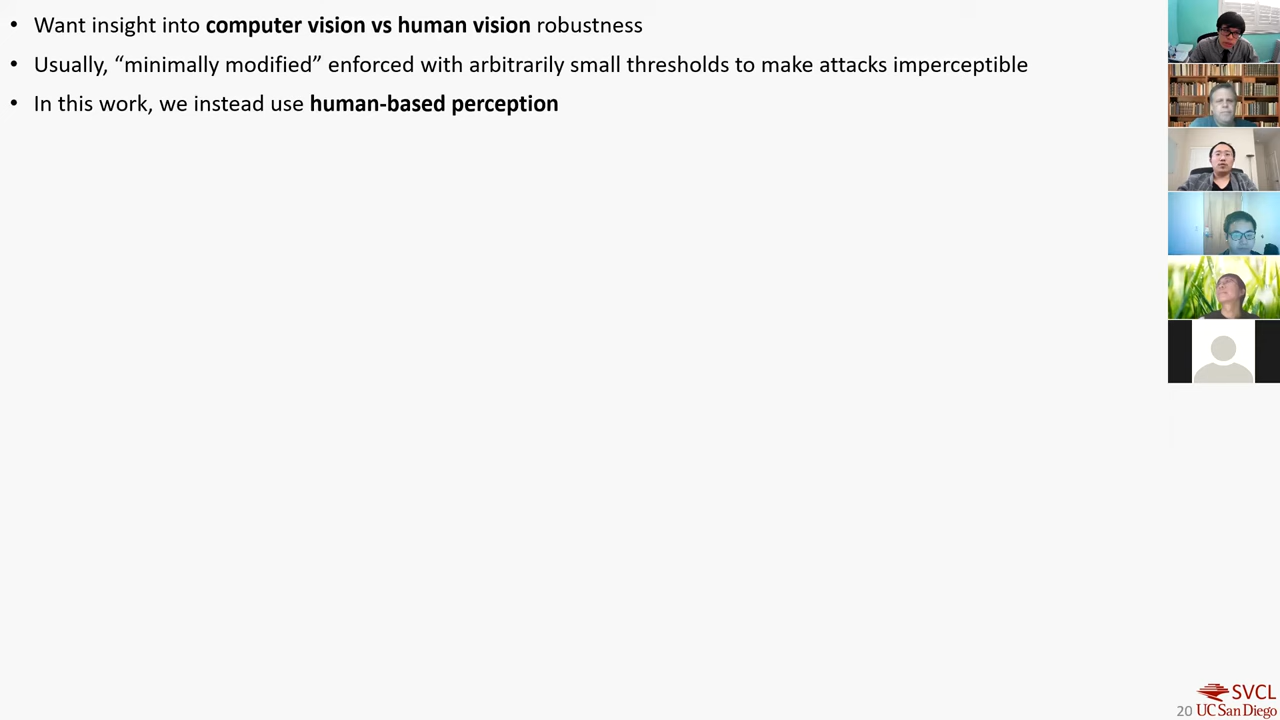 • Want insight into computer vision vs human vision robustness
• Usually, “minimally modified” enforced with arbitrarily small thresholds to make attacks imperceptible
• In this work, we instead use human-based perception
SVCL
20 UC San Diego